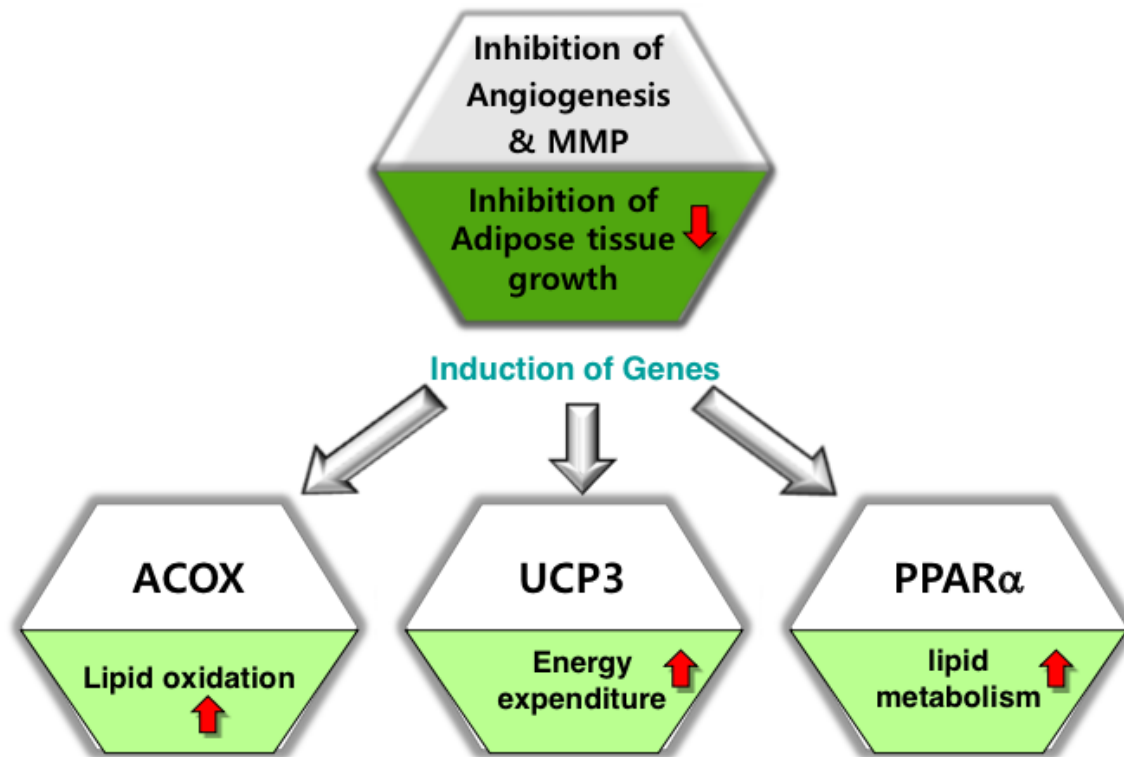 Inhibition of
Angiogenesis
& MMP
Inhibition of
Adipose tissue
growth
Induction of Genes
ACOX
UCP3
PPARα
Lipid oxidation
Energy
expenditure
lipid
metabolism